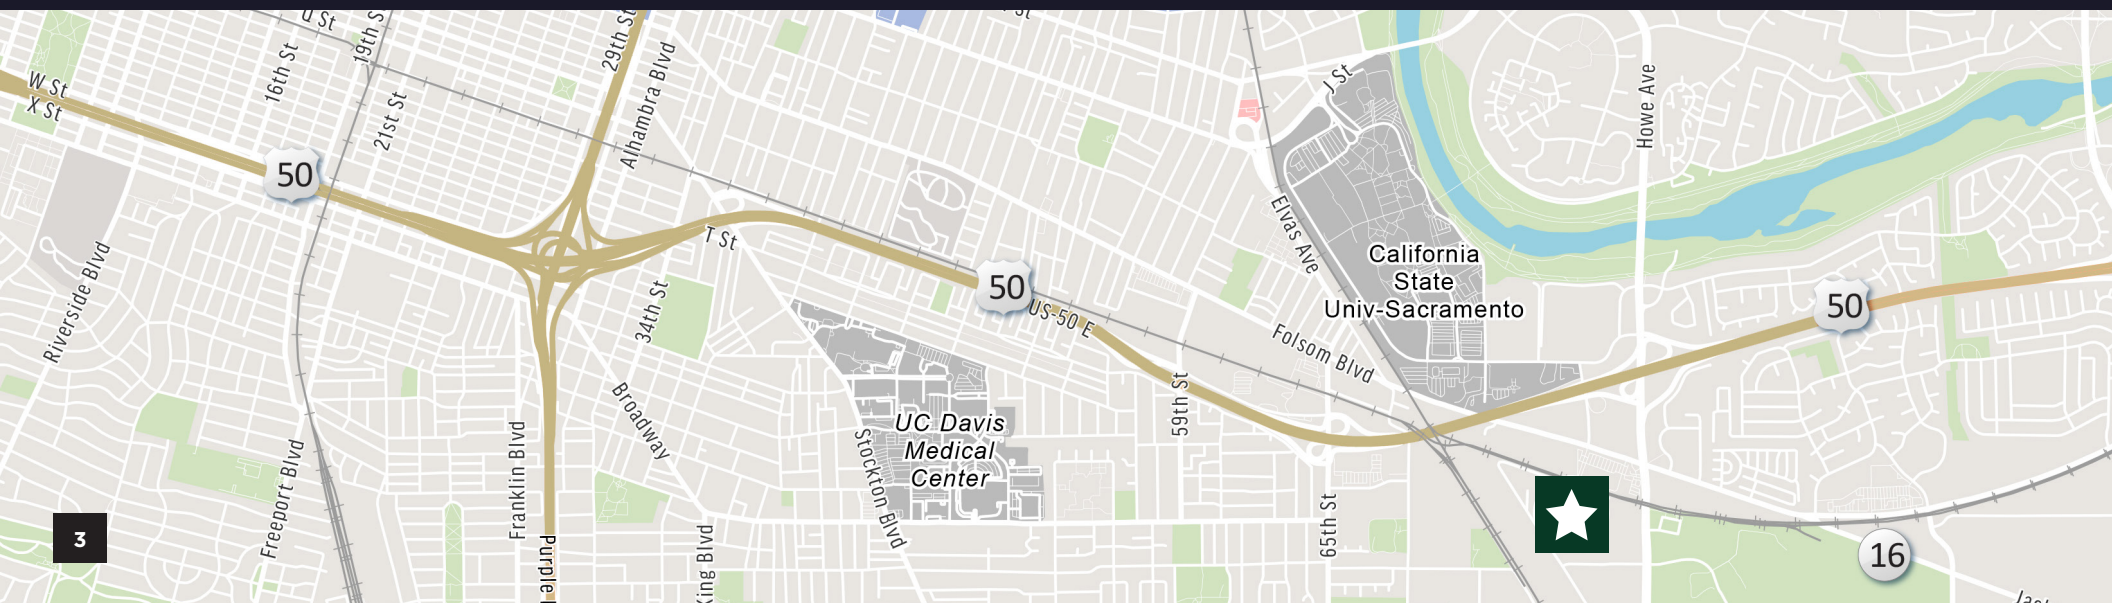 St
19th S
29th St
St
W St
X St
16th St
21st St
Alhambra Blvd
J St
Howe Ave
50
T St
Elvas Ave
California
State
Univ-Sacramento
50
US-50 E
50
Riverside Blvd
34th St
Folsom Blvd
Broadway
59th St
UC Davis
Medical
Center
Stockton Blvd
Franklin Blvd
Freeport Blvd
65th St
King Blvd
Purple
3
16